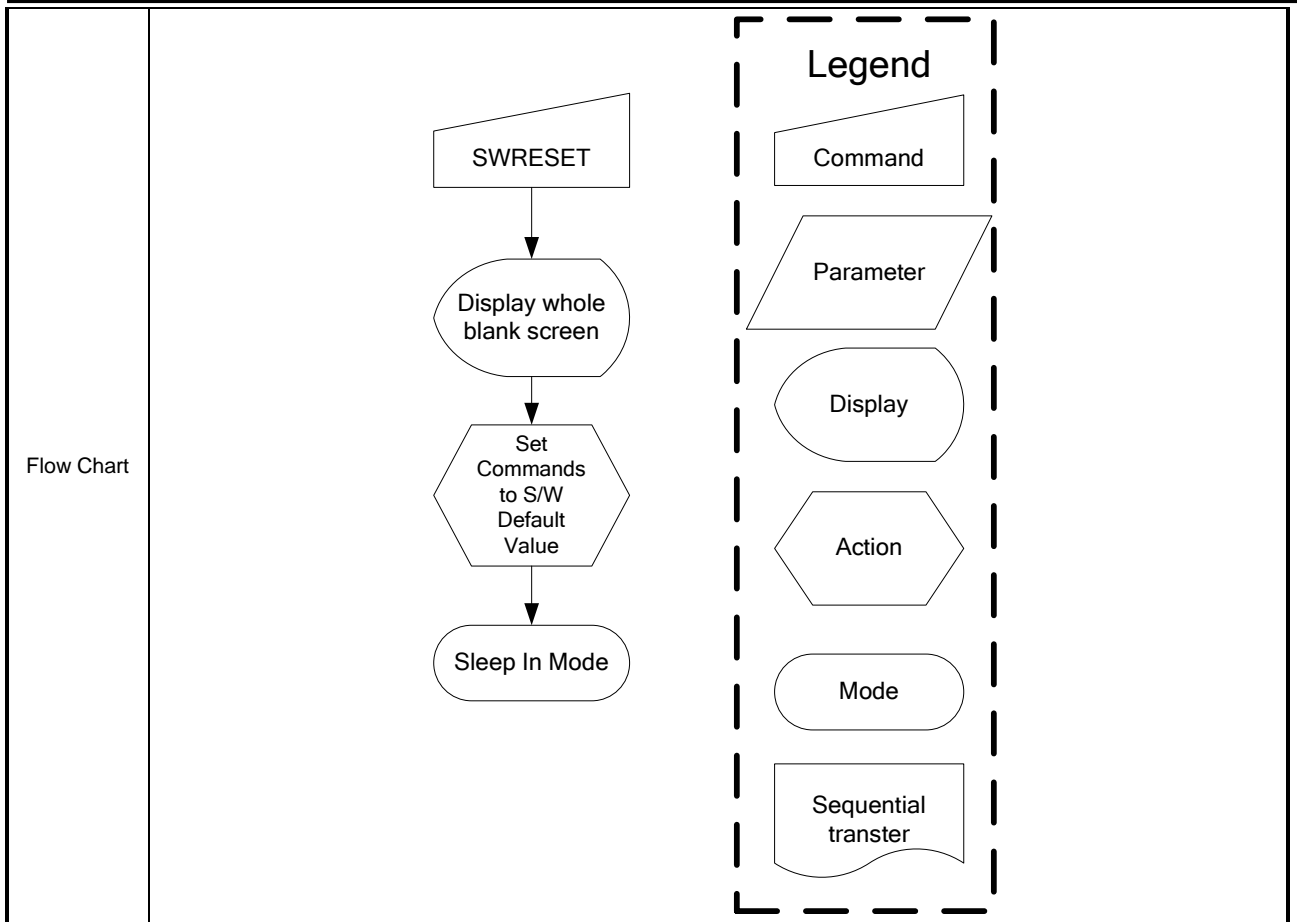 Flow Chart
SWRESET
Display whole
blank screen
Set
Commands
to S/W
Default
Value
Sleep In Mode
Legend
Command
Parameter
Display
Action
Mode
Sequential
transter